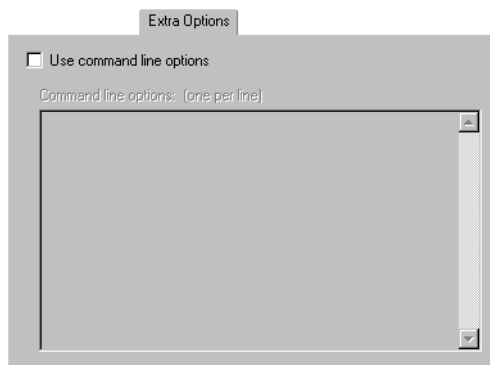 Extra Options
Use command line options
Command line options: (one per line)